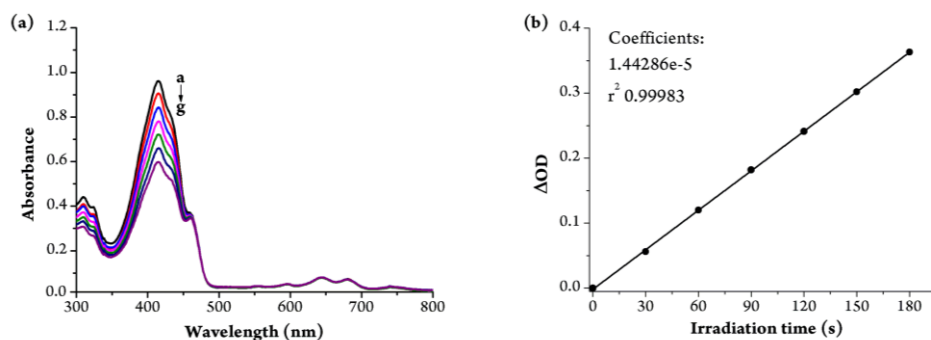 (a)
1.2
1.0
0.8
0.6
0.4
0.2
0.0
Absorbance
a
g
300 400 500 600 700 800
Wavelength (nm)
(b)
0.4
0.3
0.2
0.1
0.0
ΔOD
Coefficients:
1.44286e-5
r² 0.99983
0 30 60 90 120 150 180
Irradiation time (s)